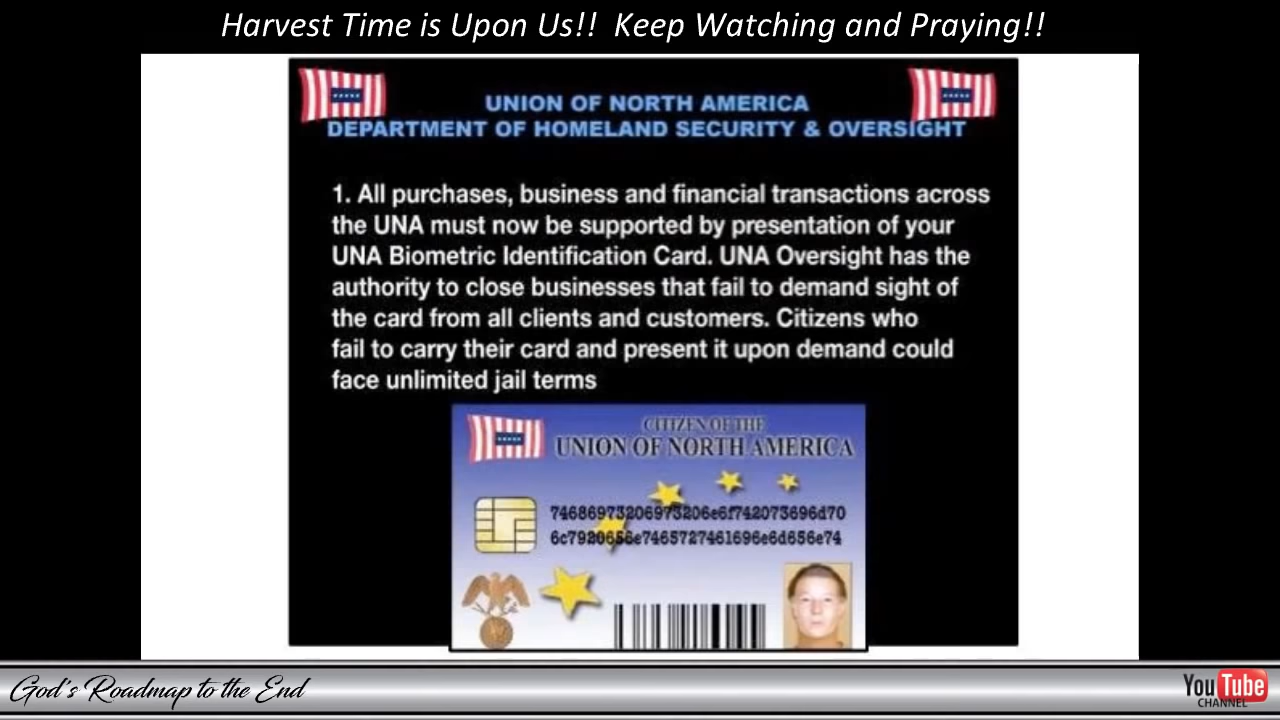 Harvest Time is Upon Us!! Keep Watching and Praying!!
UNION OF NORTH AMERICA
DEPARTMENT OF HOMELAND SECURITY & OVERSIGHT
1. All purchases, business and financial transactions across
the UNA must now be supported by presentation of your
UNA Biometric Identification Card. UNA Oversight has the
authority to close businesses that fail to demand sight of
the card from all clients and customers. Citizens who
fail to carry their card and present it upon demand could
face unlimited jail terms
CITIZEN OF THE
UNION OF NORTH AMERICA
74686973206973206e6f742073696d70
6c7920656e7465727461696e6d656e74
God's Roadmap to the End
YouTube
CHANNEL